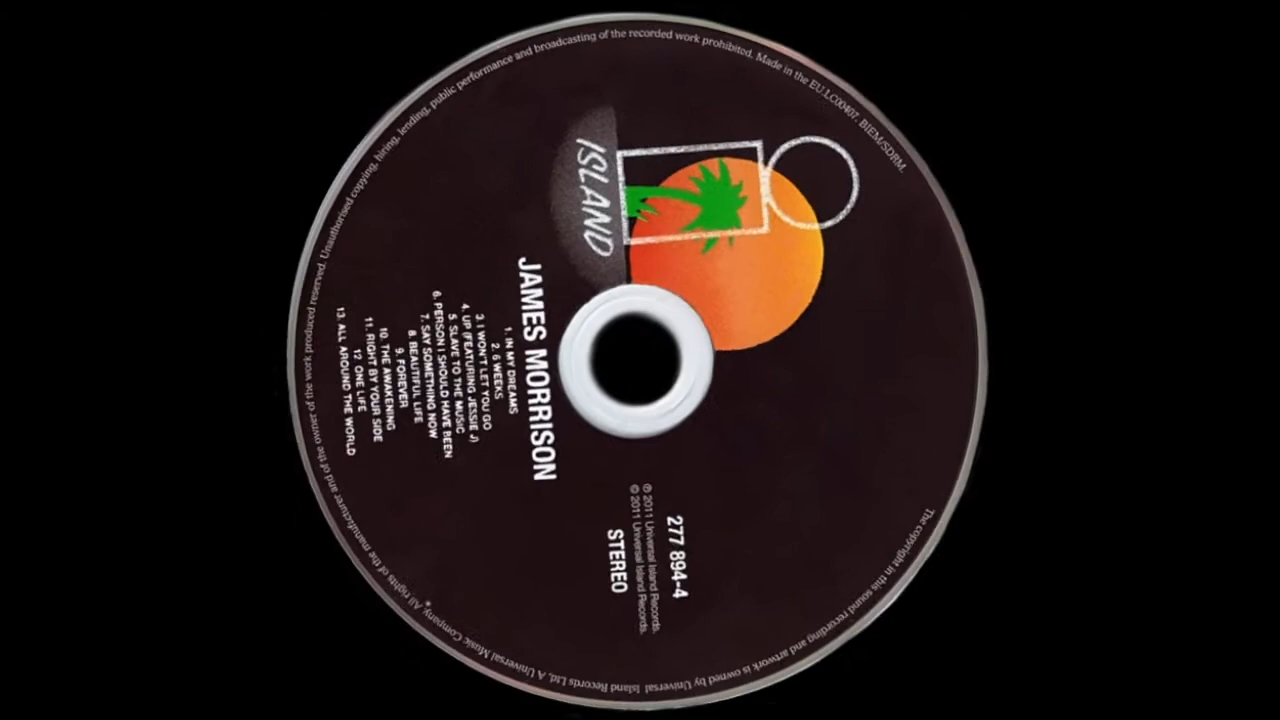 ISLAND
JAMES MORRISON
1. IN MY DREAMS
2. 6 WEEKS
3. I WON'T LET YOU GO
4. UP (FEATURING JESSIE J)
5. SLAVE TO THE MUSIC
6. PERSON I SHOULD HAVE BEEN
7. SAY SOMETHING NOW
8. BEAUTIFUL LIFE
9. FOREVER
10. THE AWAKENING
11. RIGHT BY YOUR SIDE
12. ONE LIFE
13. ALL AROUND THE WORLD
277 894-4
℗ 2011 Universal Island Records.
© 2011 Universal Island Records.
STEREO
The copyright in this sound recording and artwork is owned by Universal Island Records Ltd, A Universal Music Company. All rights of the manufacturer and of the owner of the work produced reserved. Unauthorised copying, hiring, lending, public performance and broadcasting of the recorded work prohibited. Made in the EU. LC00407. BIEM/SDRM.